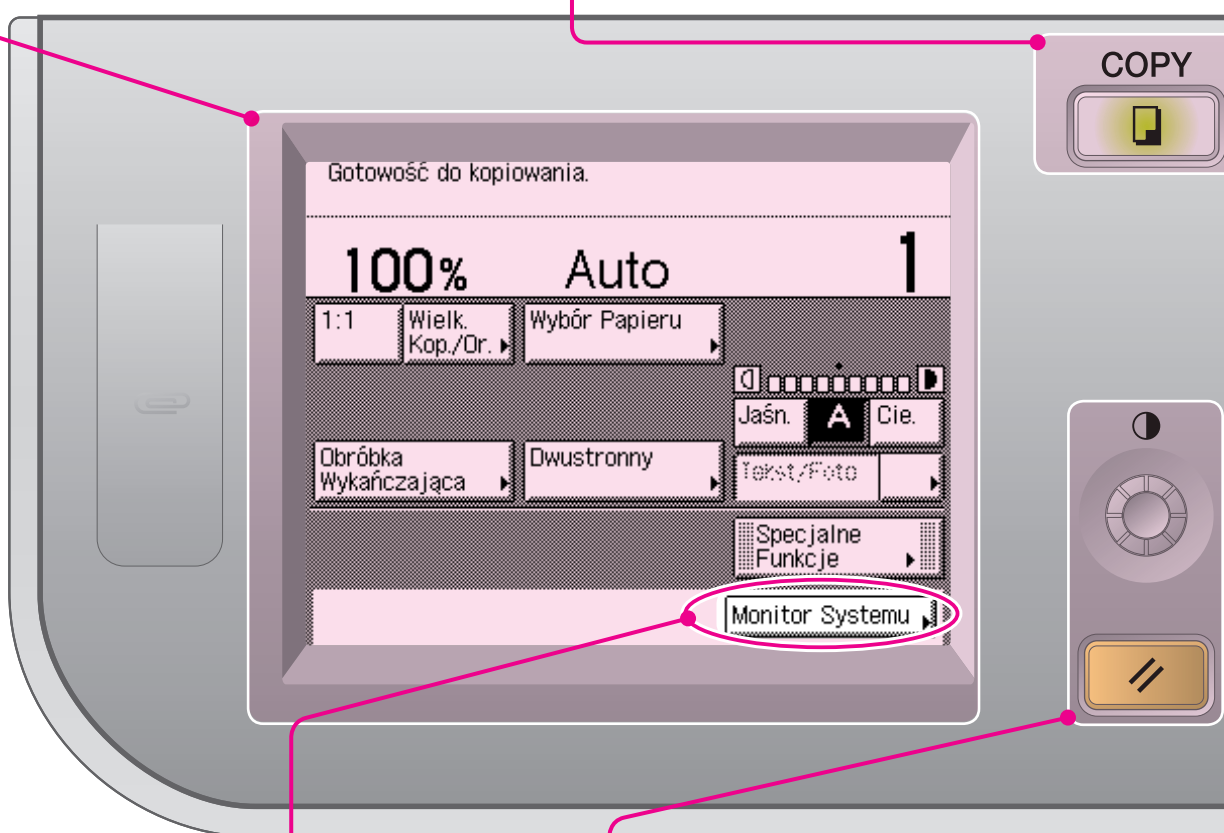 COPY
Gotowość do kopiowania.
100% Auto 1
1:1
Wielk.
Kop./Or.
Wybór Papieru
Jaśn. A Cie.
Obróbka
Wykańczająca
Dwustronny
Tekst/Foto
Specjalne
Funkcje
Monitor Systemu